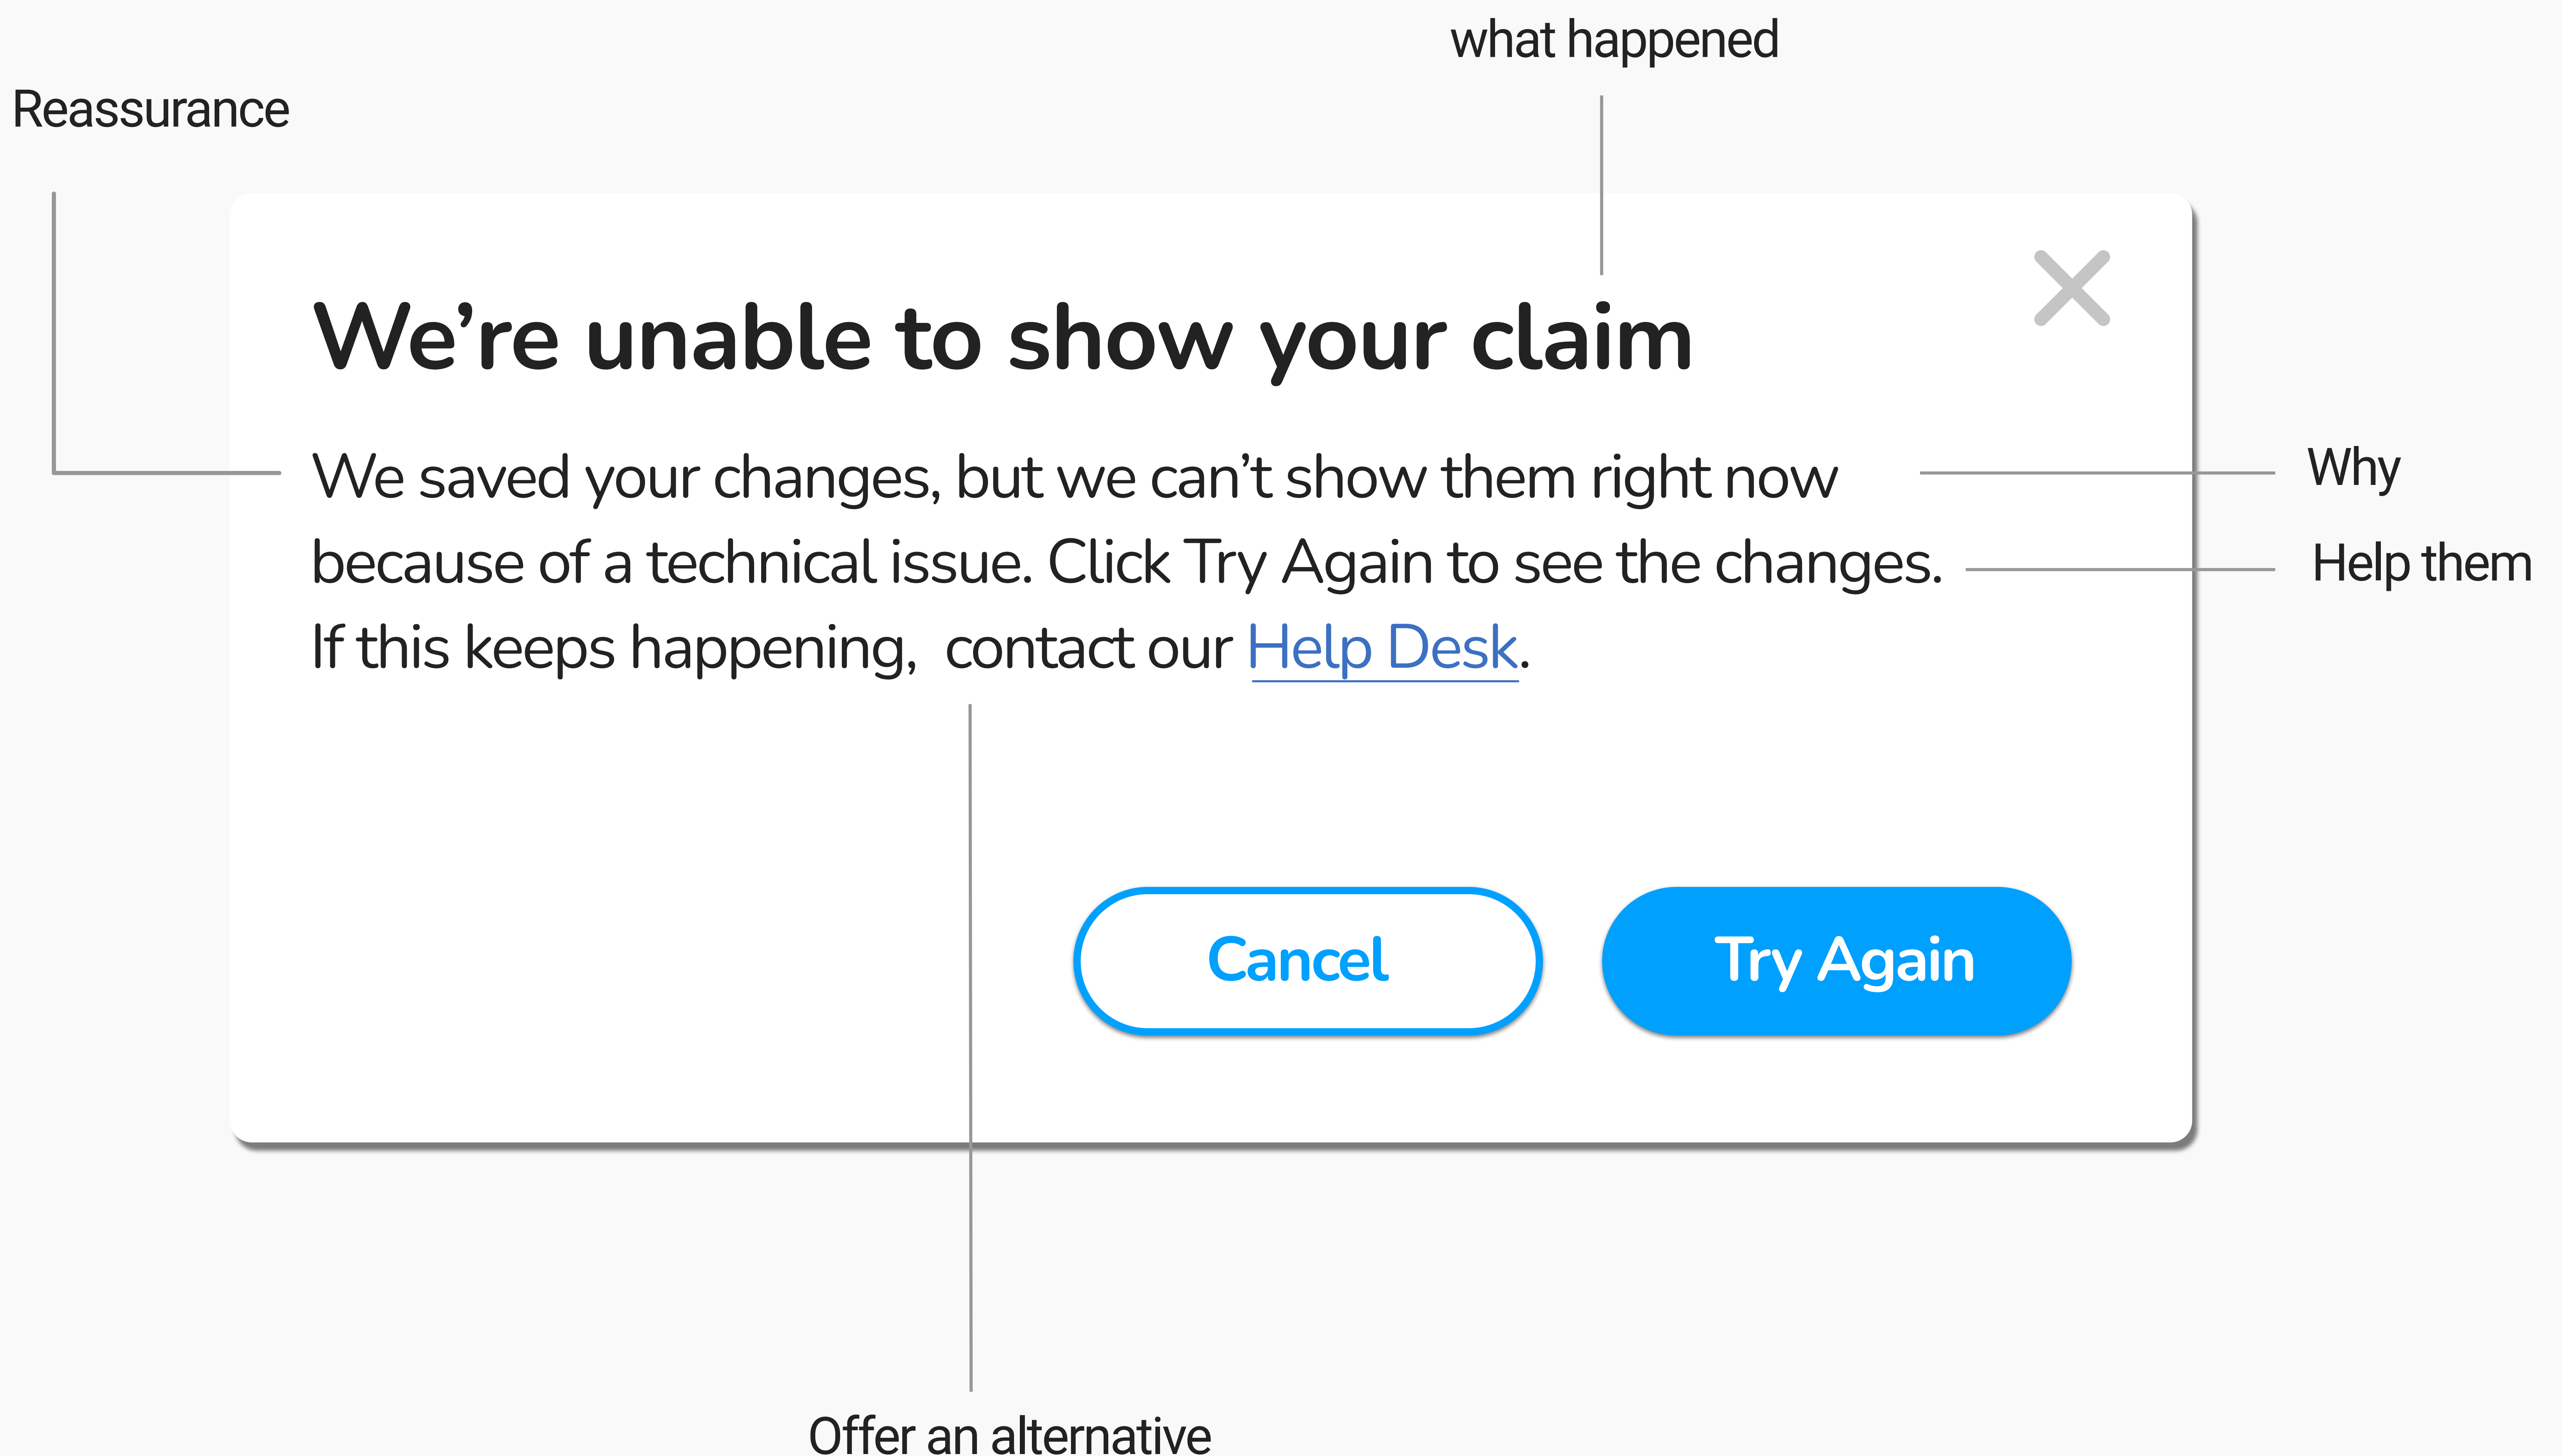 what happened
Reassurance
We’re unable to show your claim
We saved your changes, but we can’t show them right now
Why
because of a technical issue. Click Try Again to see the changes.
Help them
If this keeps happening,  contact our Help Desk.
Cancel
Try Again
Offer an alternative